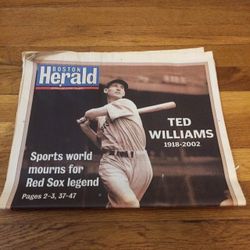 BOSTON
Herald
TED
WILLIAMS
1918-2002
Sports world
mourns for
Red Sox legend
Pages 2-3, 37-47